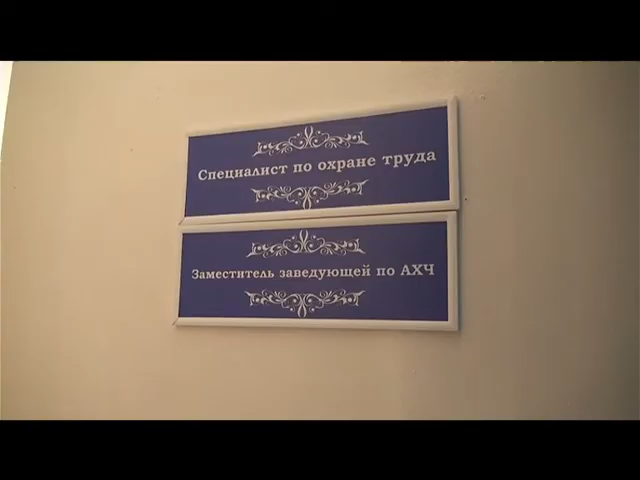 Специалист по охране труда
Заместитель заведующей по АХЧ